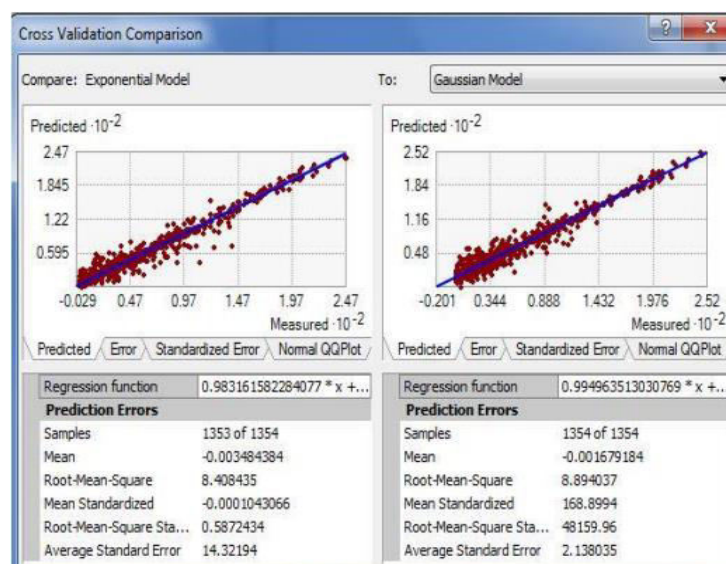 Cross Validation Comparison
? X
Compare: Exponential Model
To: Gaussian Model
Predicted ·10⁻²
2.47
1.845
1.22
0.595
-0.029 0.47 0.97 1.47 1.97 2.47
Measured ·10⁻²
Predicted Error Standardized Error Normal QQPlot
Regression function 0.983161582284077 * x +...
Prediction Errors
Samples 1353 of 1354
Mean -0.003484384
Root-Mean-Square 8.408435
Mean Standardized -0.0001043066
Root-Mean-Square Sta... 0.5872434
Average Standard Error 14.32194
Predicted ·10⁻²
2.52
1.84
1.16
0.48
-0.201 0.344 0.888 1.432 1.976 2.52
Measured ·10⁻²
Predicted Error Standardized Error Normal QQPlot
Regression function 0.994963513030769 * x +...
Prediction Errors
Samples 1354 of 1354
Mean -0.001679184
Root-Mean-Square 8.894037
Mean Standardized 168.8994
Root-Mean-Square Sta... 48159.96
Average Standard Error 2.138035